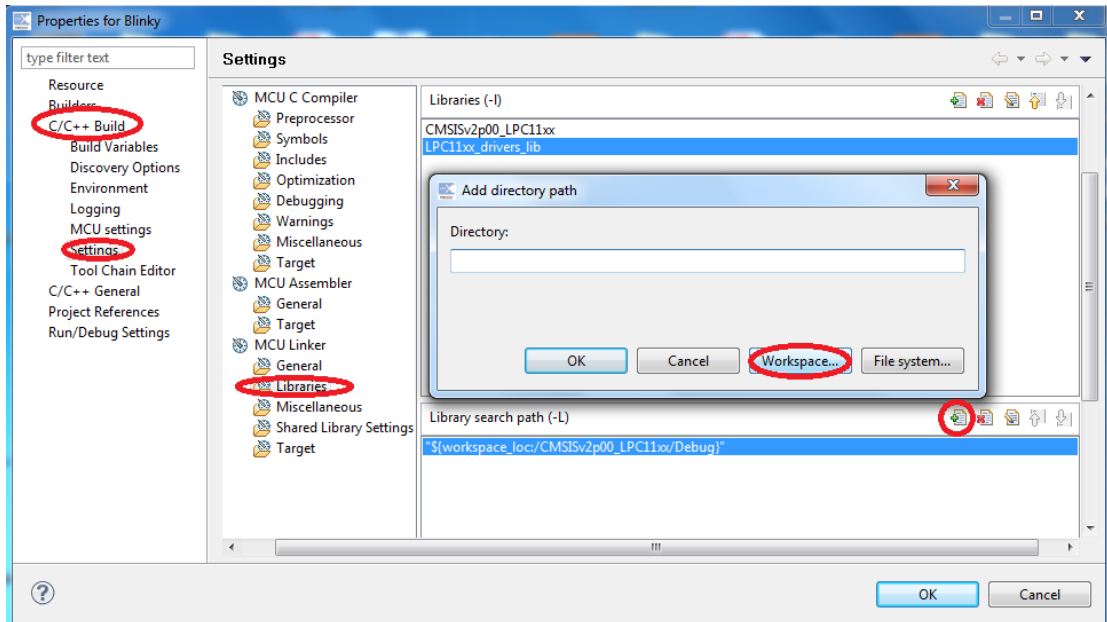 Properties for Blinky
type filter text
Resource
Builders
C/C++ Build
Build Variables
Discovery Options
Environment
Logging
MCU settings
Settings
Tool Chain Editor
C/C++ General
Project References
Run/Debug Settings
Settings
MCU C Compiler
Preprocessor
Symbols
Includes
Optimization
Debugging
Warnings
Miscellaneous
Target
MCU Assembler
General
Target
MCU Linker
General
Libraries
Miscellaneous
Shared Library Settings
Target
Libraries (-l)
CMSISv2p00_LPC11xx
LPC11xx_drivers_lib
Add directory path
Directory:
OK
Cancel
Workspace...
File system...
Library search path (-L)
"${workspace_loc:/CMSISv2p00_LPC11xx/Debug}"
OK
Cancel